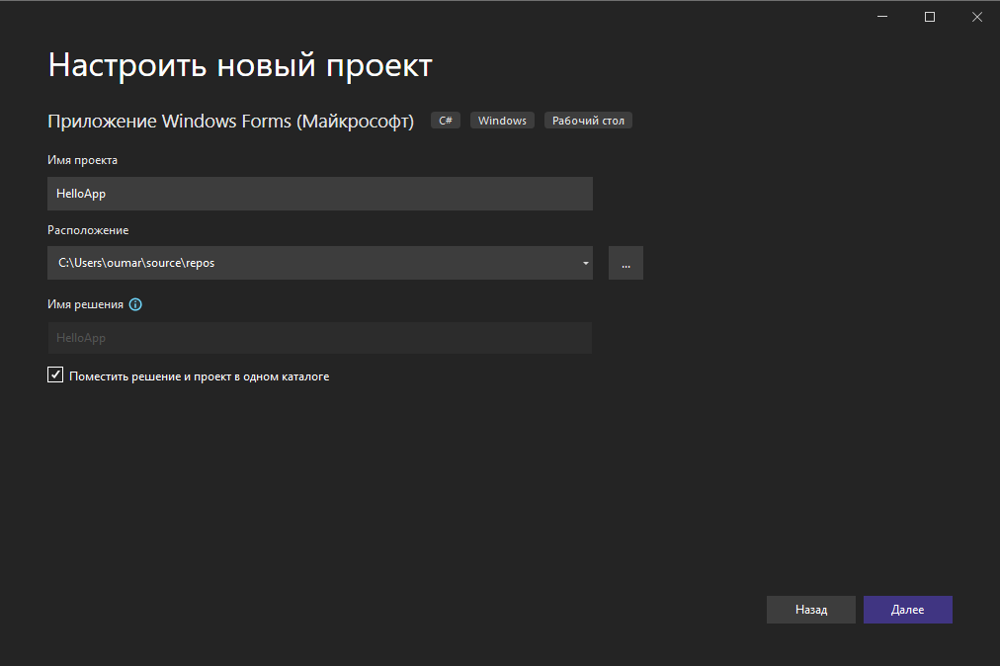 Настроить новый проект
Приложение Windows Forms (Майкрософт) C# Windows Рабочий стол
Имя проекта
HelloApp
Расположение
C:\Users\oumar\source\repos
...
Имя решения
HelloApp
Поместить решение и проект в одном каталоге
Назад Далее